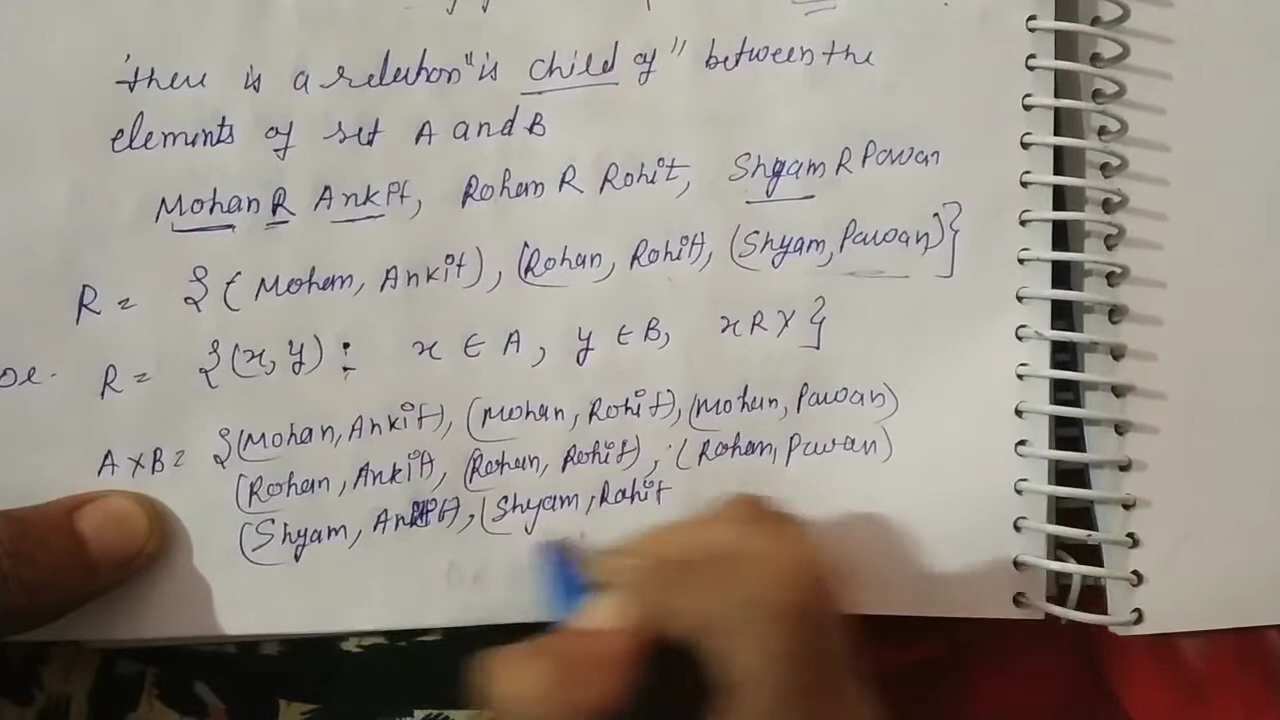 there is a relation "is child of" between the
elements of set A and B
Mohan R Ankit, Rohan R Rohit, Shyam R Pawan
R = {(Mohan, Ankit), (Rohan, Rohit), (Shyam, Pawan)}
or. R = {(x, y) : x ∈ A, y ∈ B, x R y}
A × B = {(Mohan, Ankit), (Mohan, Rohit), (Mohan, Pawan)
(Rohan, Ankit), (Rohan, Rohit), (Rohan, Pawan)
(Shyam, Ankit), (Shyam, Rohit